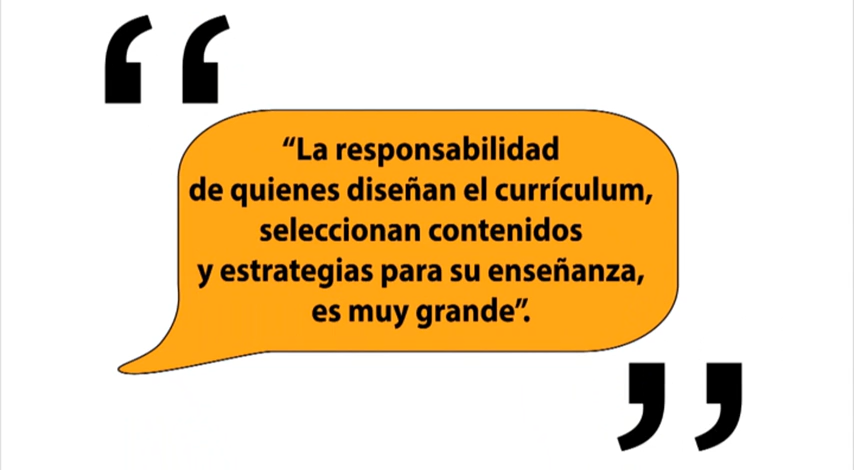 “La responsabilidad
de quienes diseñan el currículum,
seleccionan contenidos
y estrategias para su enseñanza,
es muy grande”.